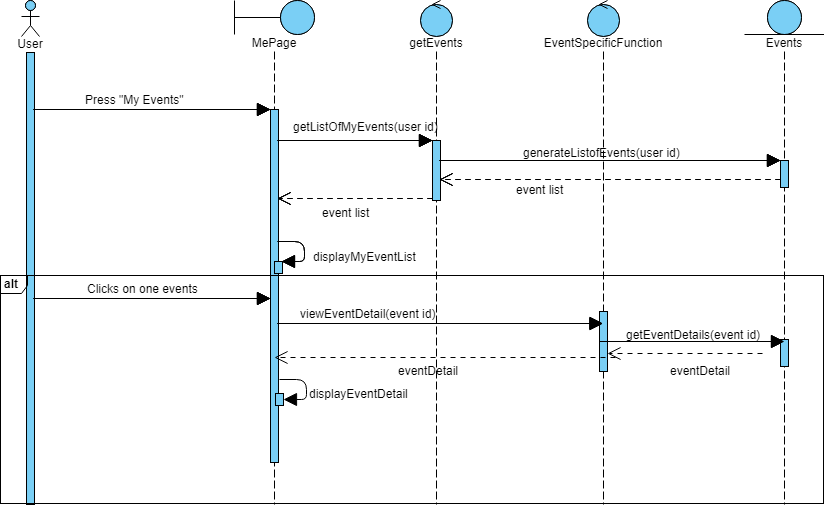 User
MePage
getEvents
EventSpecificFunction
Events
Press "My Events"
getListOfMyEvents(user id)
generateListofEvents(user id)
event list
event list
displayMyEventList
alt
Clicks on one events
viewEventDetail(event id)
getEventDetails(event id)
eventDetail
eventDetail
displayEventDetail